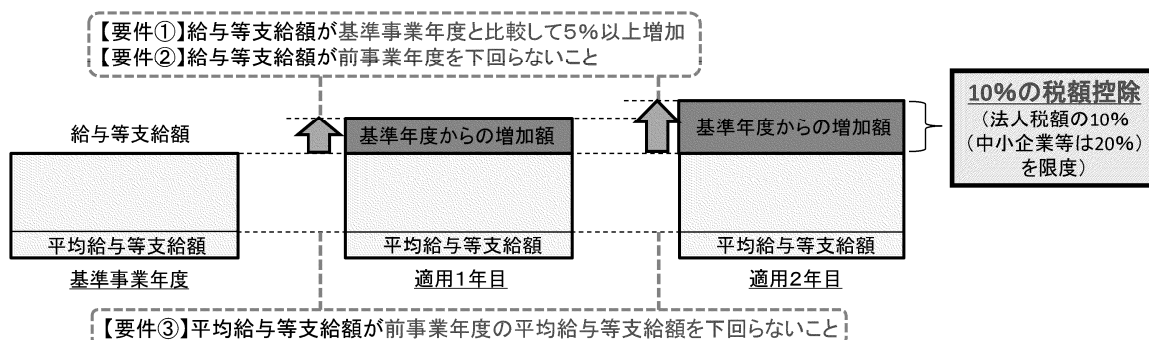 【要件①】給与等支給額が基準事業年度と比較して5%以上増加
【要件②】給与等支給額が前事業年度を下回らないこと
給与等支給額
基準年度からの増加額
基準年度からの増加額
10%の税額控除
（法人税額の10%
（中小企業等は20%）
を限度）
平均給与等支給額
平均給与等支給額
平均給与等支給額
基準事業年度
適用1年目
適用2年目
【要件③】平均給与等支給額が前事業年度の平均給与等支給額を下回らないこと